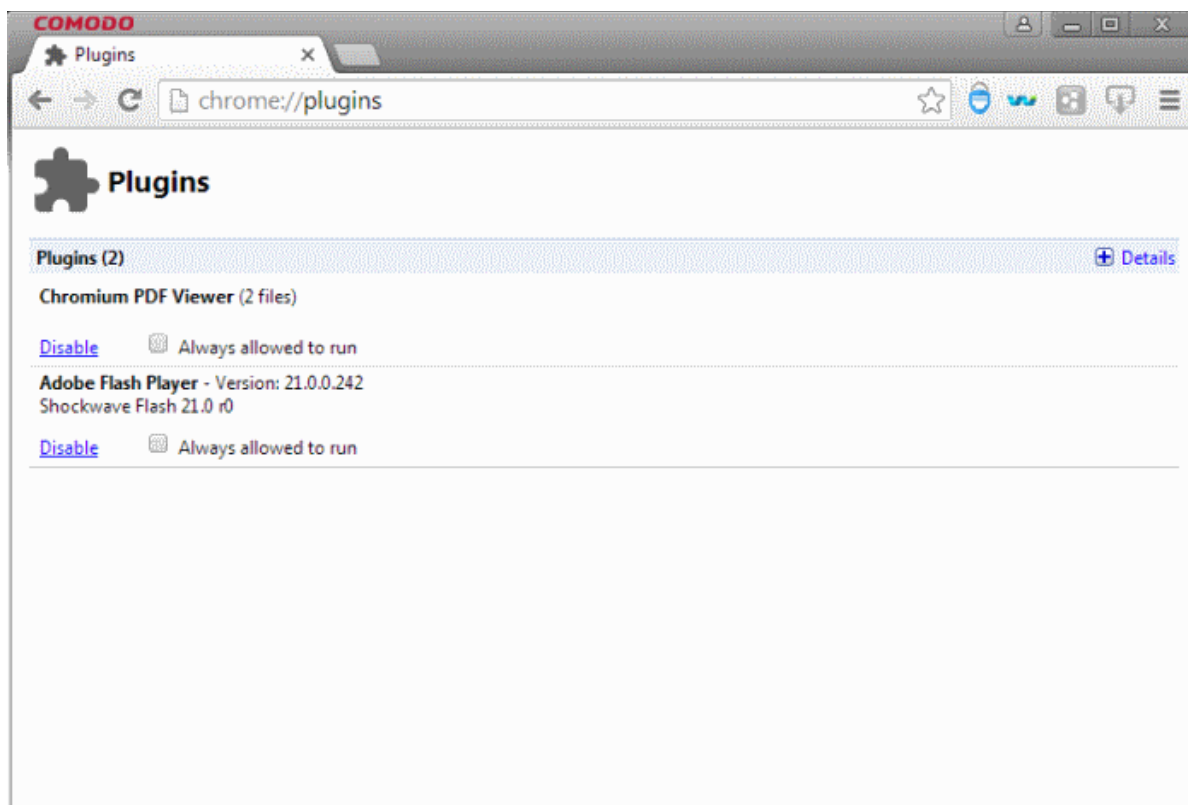 COMODO
Plugins
chrome://plugins
Plugins
Plugins (2)
Details
Chromium PDF Viewer (2 files)
Disable Always allowed to run
Adobe Flash Player - Version: 21.0.0.242
Shockwave Flash 21.0 r0
Disable Always allowed to run